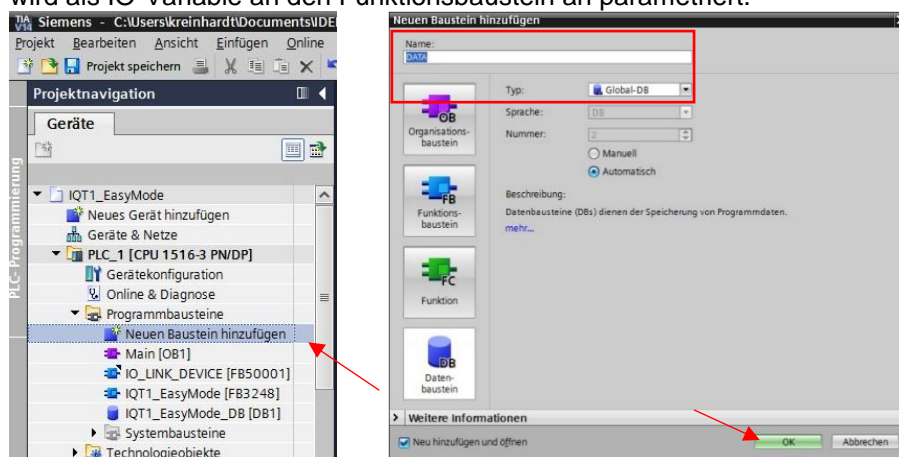 wird als IO-Variable an den Funktionsbaustein an parametriert.
TIA V14 Siemens - C:\Users\kreinhardt\Documents\IDE
Projekt Bearbeiten Ansicht Einfügen Online
Projekt speichern
Projektnavigation
Geräte
PLC-Programmierung
IQT1_EasyMode
Neues Gerät hinzufügen
Geräte & Netze
PLC_1 [CPU 1516-3 PN/DP]
Gerätekonfiguration
Online & Diagnose
Programmbausteine
Neuen Baustein hinzufügen
Main [OB1]
IO_LINK_DEVICE [FB50001]
IQT1_EasyMode [FB3248]
IQT1_EasyMode_DB [DB1]
Systembausteine
Technologieobjekte
Neuen Baustein hinzufügen
Name:
DATA
OB
Organisations-
baustein
FB
Funktions-
baustein
FC
Funktion
DB
Daten-
baustein
Typ: Global-DB
Sprache: DB
Nummer: 2
Manuell
Automatisch
Beschreibung:
Datenbausteine (DBs) dienen der Speicherung von Programmdaten.
mehr...
> Weitere Informationen
Neu hinzufügen und öffnen
OK Abbrechen